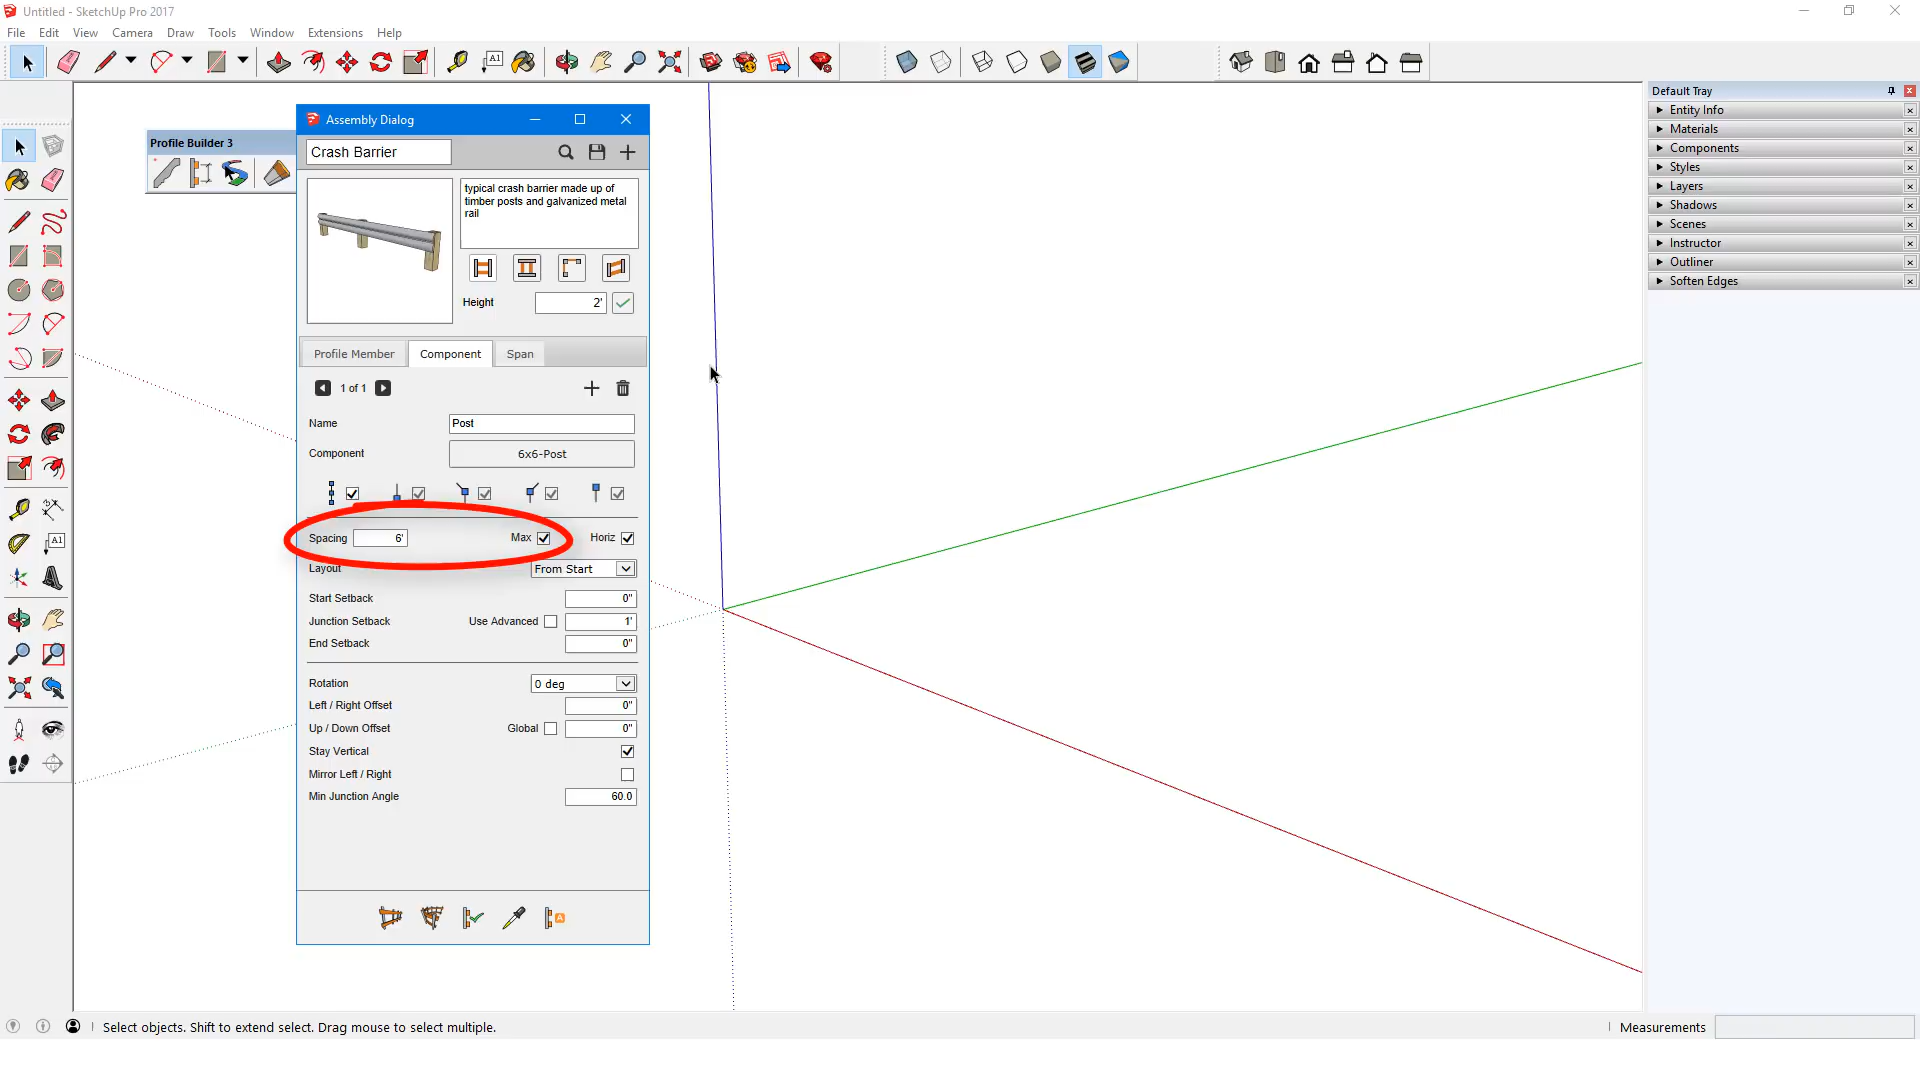 Untitled - SketchUp Pro 2017
File Edit View Camera Draw Tools Window Extensions Help
Default Tray
Entity Info
Materials
Components
Styles
Layers
Shadows
Scenes
Instructor
Outliner
Soften Edges
Profile Builder 3
Assembly Dialog
Crash Barrier
typical crash barrier made up of
timber posts and galvanized metal
rail
Height 2'
Profile Member Component Span
1 of 1
Name Post
Component 6x6-Post
Spacing 6' Max Horiz
Layout From Start
Start Setback 0"
Junction Setback Use Advanced 1'
End Setback 0"
Rotation 0 deg
Left / Right Offset 0"
Up / Down Offset Global 0"
Stay Vertical
Mirror Left / Right
Min Junction Angle 60.0
A1
A1
A
Select objects. Shift to extend select. Drag mouse to select multiple.
Measurements